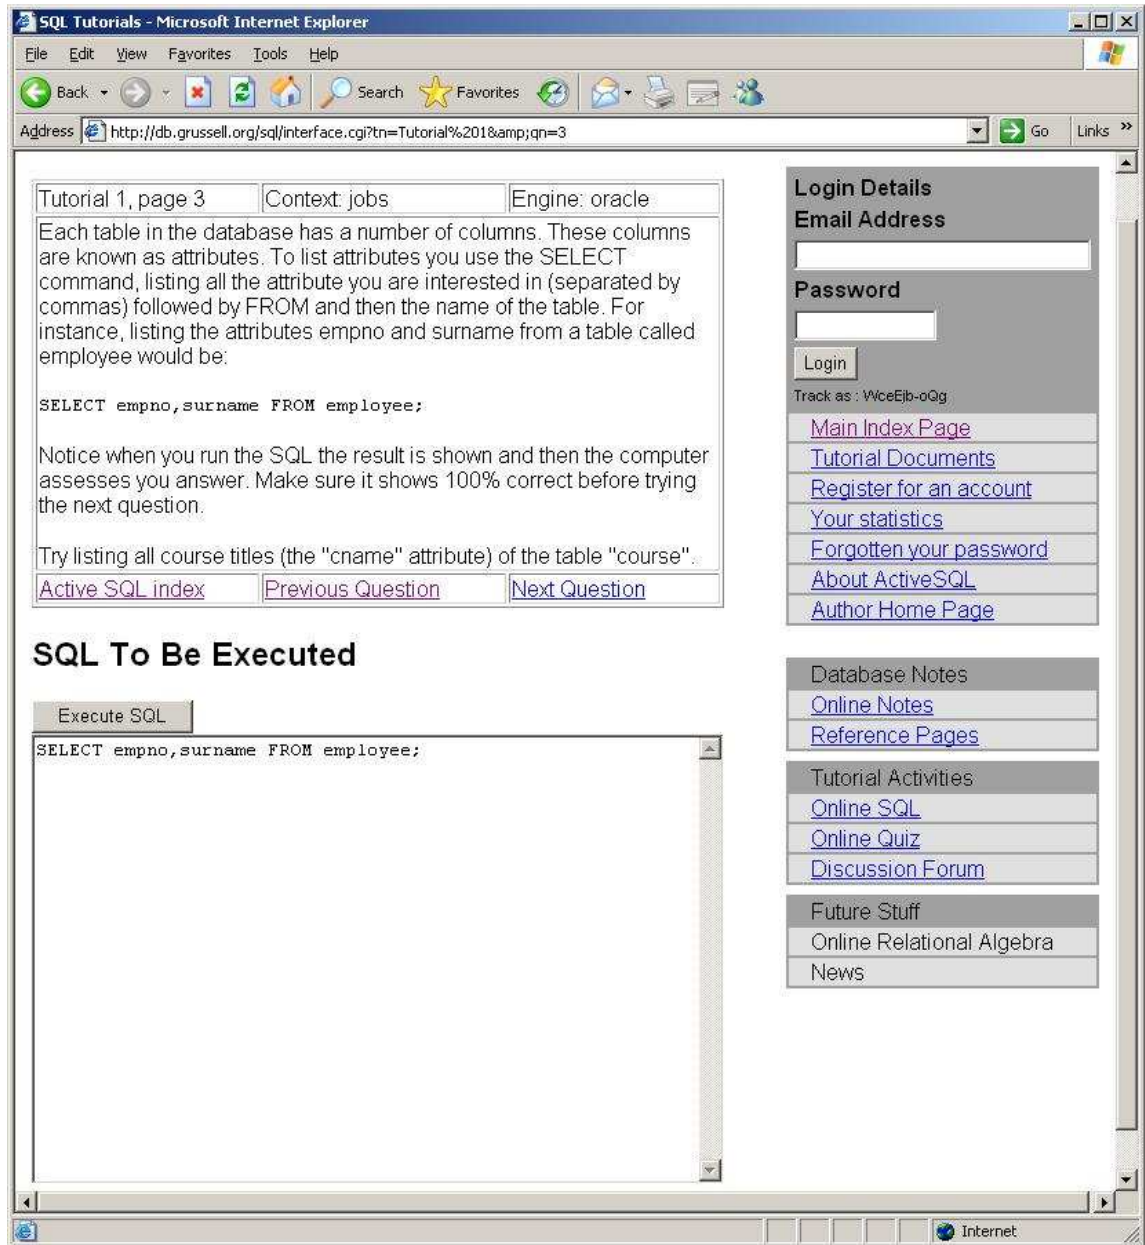 SQL Tutorials - Microsoft Internet Explorer
File Edit View Favorites Tools Help
Back Search Favorites
Address http://db.grussell.org/sql/interface.cgi?tn=Tutorial%201&amp;qn=3 Go Links »
Tutorial 1, page 3 Context: jobs Engine: oracle
Each table in the database has a number of columns. These columns
are known as attributes. To list attributes you use the SELECT
command, listing all the attribute you are interested in (separated by
commas) followed by FROM and then the name of the table. For
instance, listing the attributes empno and surname from a table called
employee would be:
SELECT empno,surname FROM employee;
Notice when you run the SQL the result is shown and then the computer
assesses you answer. Make sure it shows 100% correct before trying
the next question.
Try listing all course titles (the "cname" attribute) of the table "course".
Active SQL index Previous Question Next Question
SQL To Be Executed
Execute SQL
SELECT empno,surname FROM employee;
Login Details
Email Address
Password
Login
Track as : WceEjb-oQg
Main Index Page
Tutorial Documents
Register for an account
Your statistics
Forgotten your password
About ActiveSQL
Author Home Page
Database Notes
Online Notes
Reference Pages
Tutorial Activities
Online SQL
Online Quiz
Discussion Forum
Future Stuff
Online Relational Algebra
News
Internet